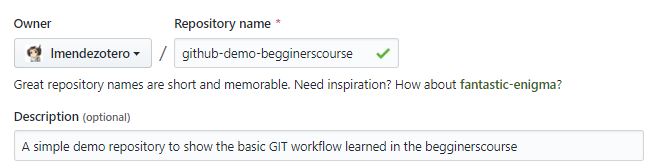 Owner Repository name *
lmendezotero / github-demo-begginerscourse
Great repository names are short and memorable. Need inspiration? How about fantastic-enigma?
Description (optional)
A simple demo repository to show the basic GIT workflow learned in the begginerscourse